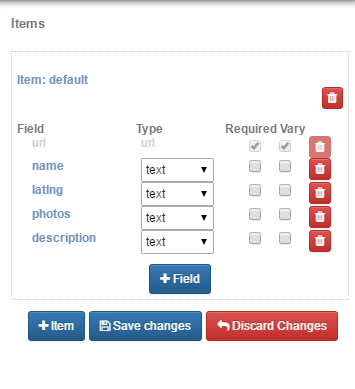 Items
Item: default
Field Type Required Vary
url url
name text
latlng text
photos text
description text
+ Field
+ Item Save changes Discard Changes